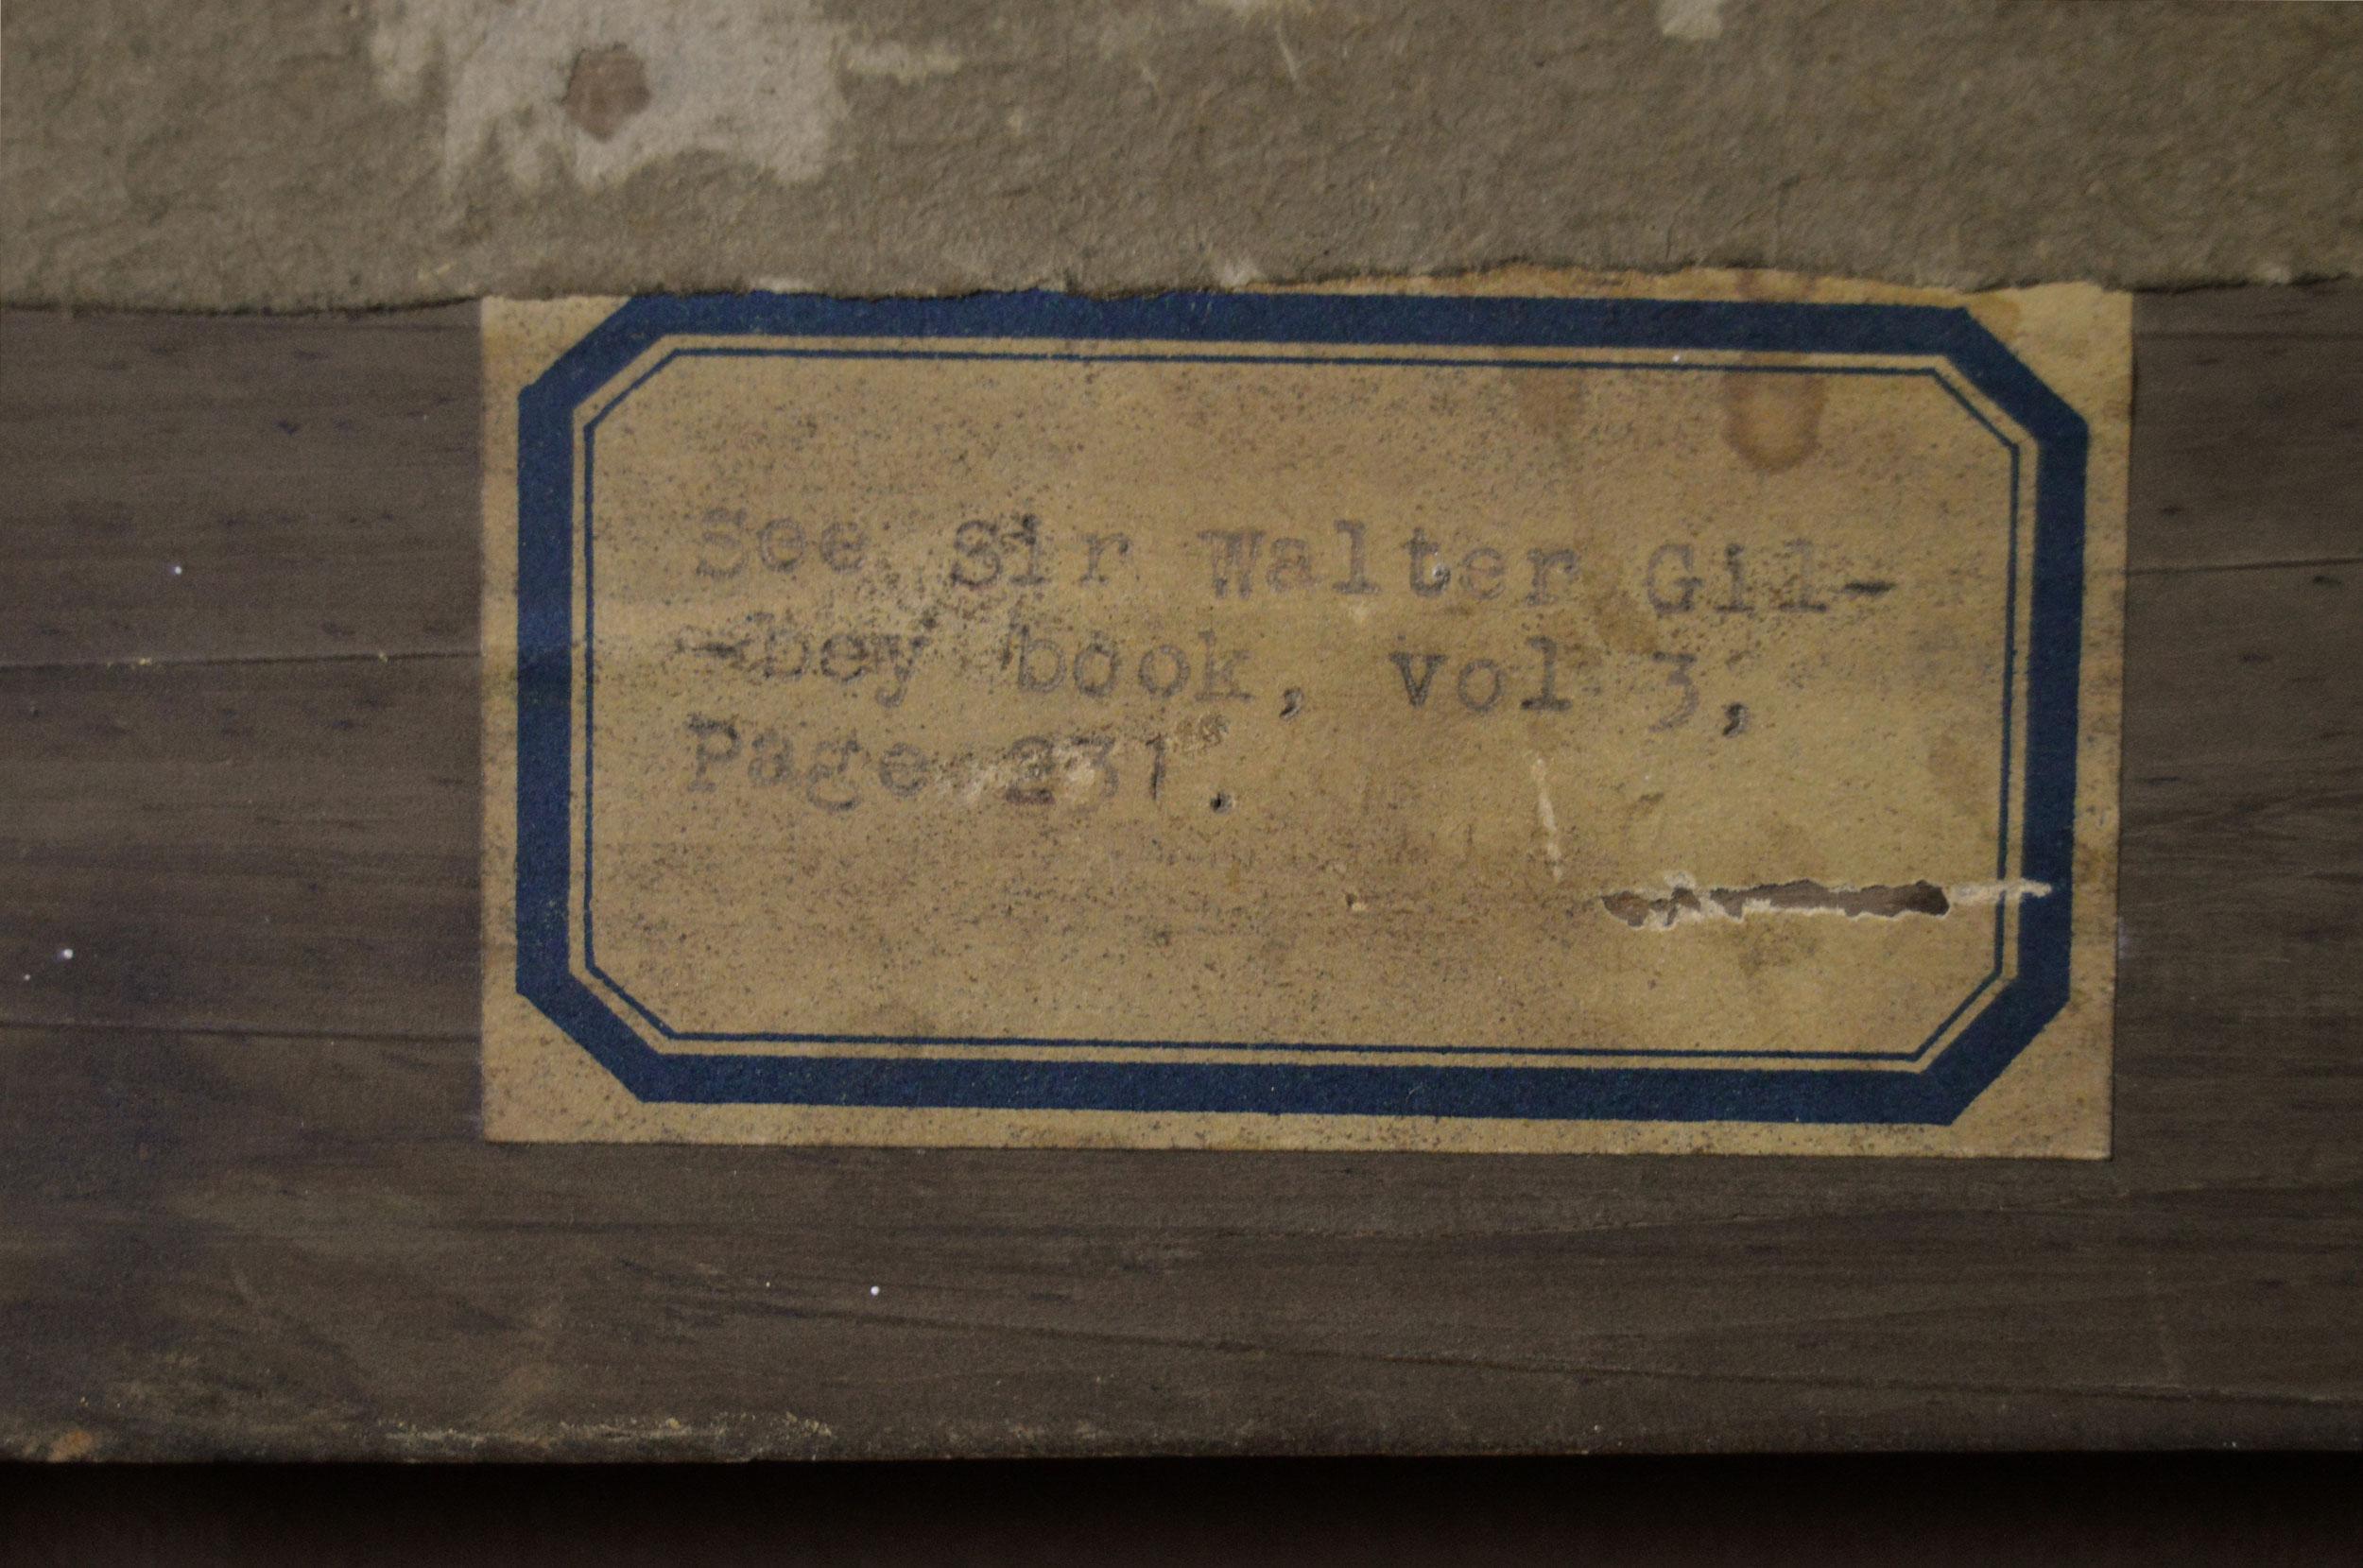 See Sir Walter Gil-
-bey book, vol 3,
Page 231.